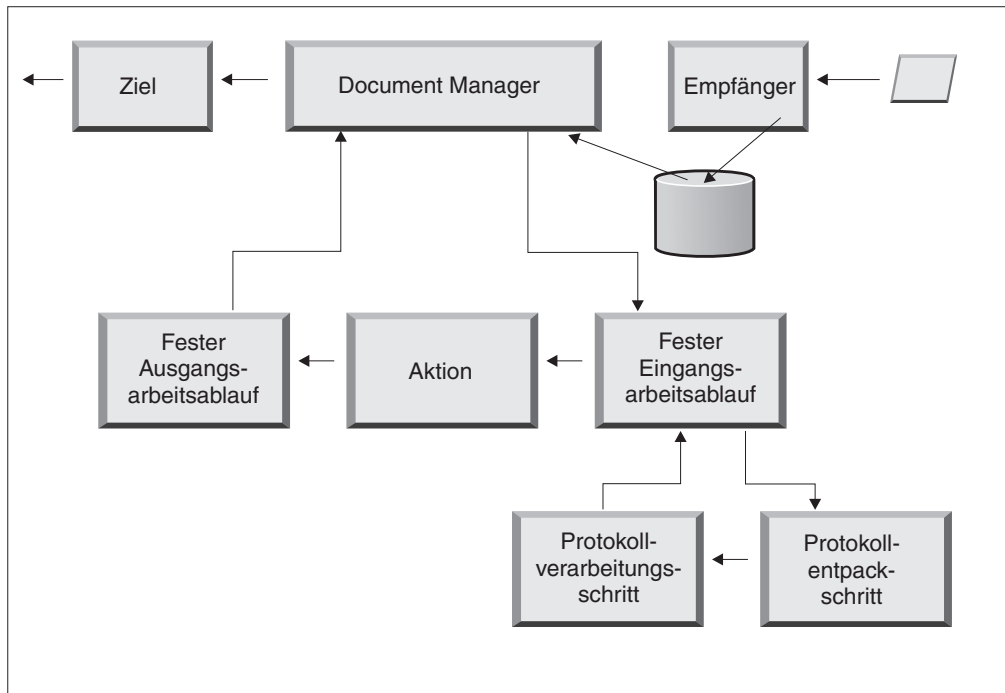 Ziel
Document Manager
Empfänger
Fester
Ausgangs-
arbeitsablauf
Aktion
Fester
Eingangs-
arbeitsablauf
Protokoll-
verarbeitungs-
schritt
Protokoll-
entpack-
schritt